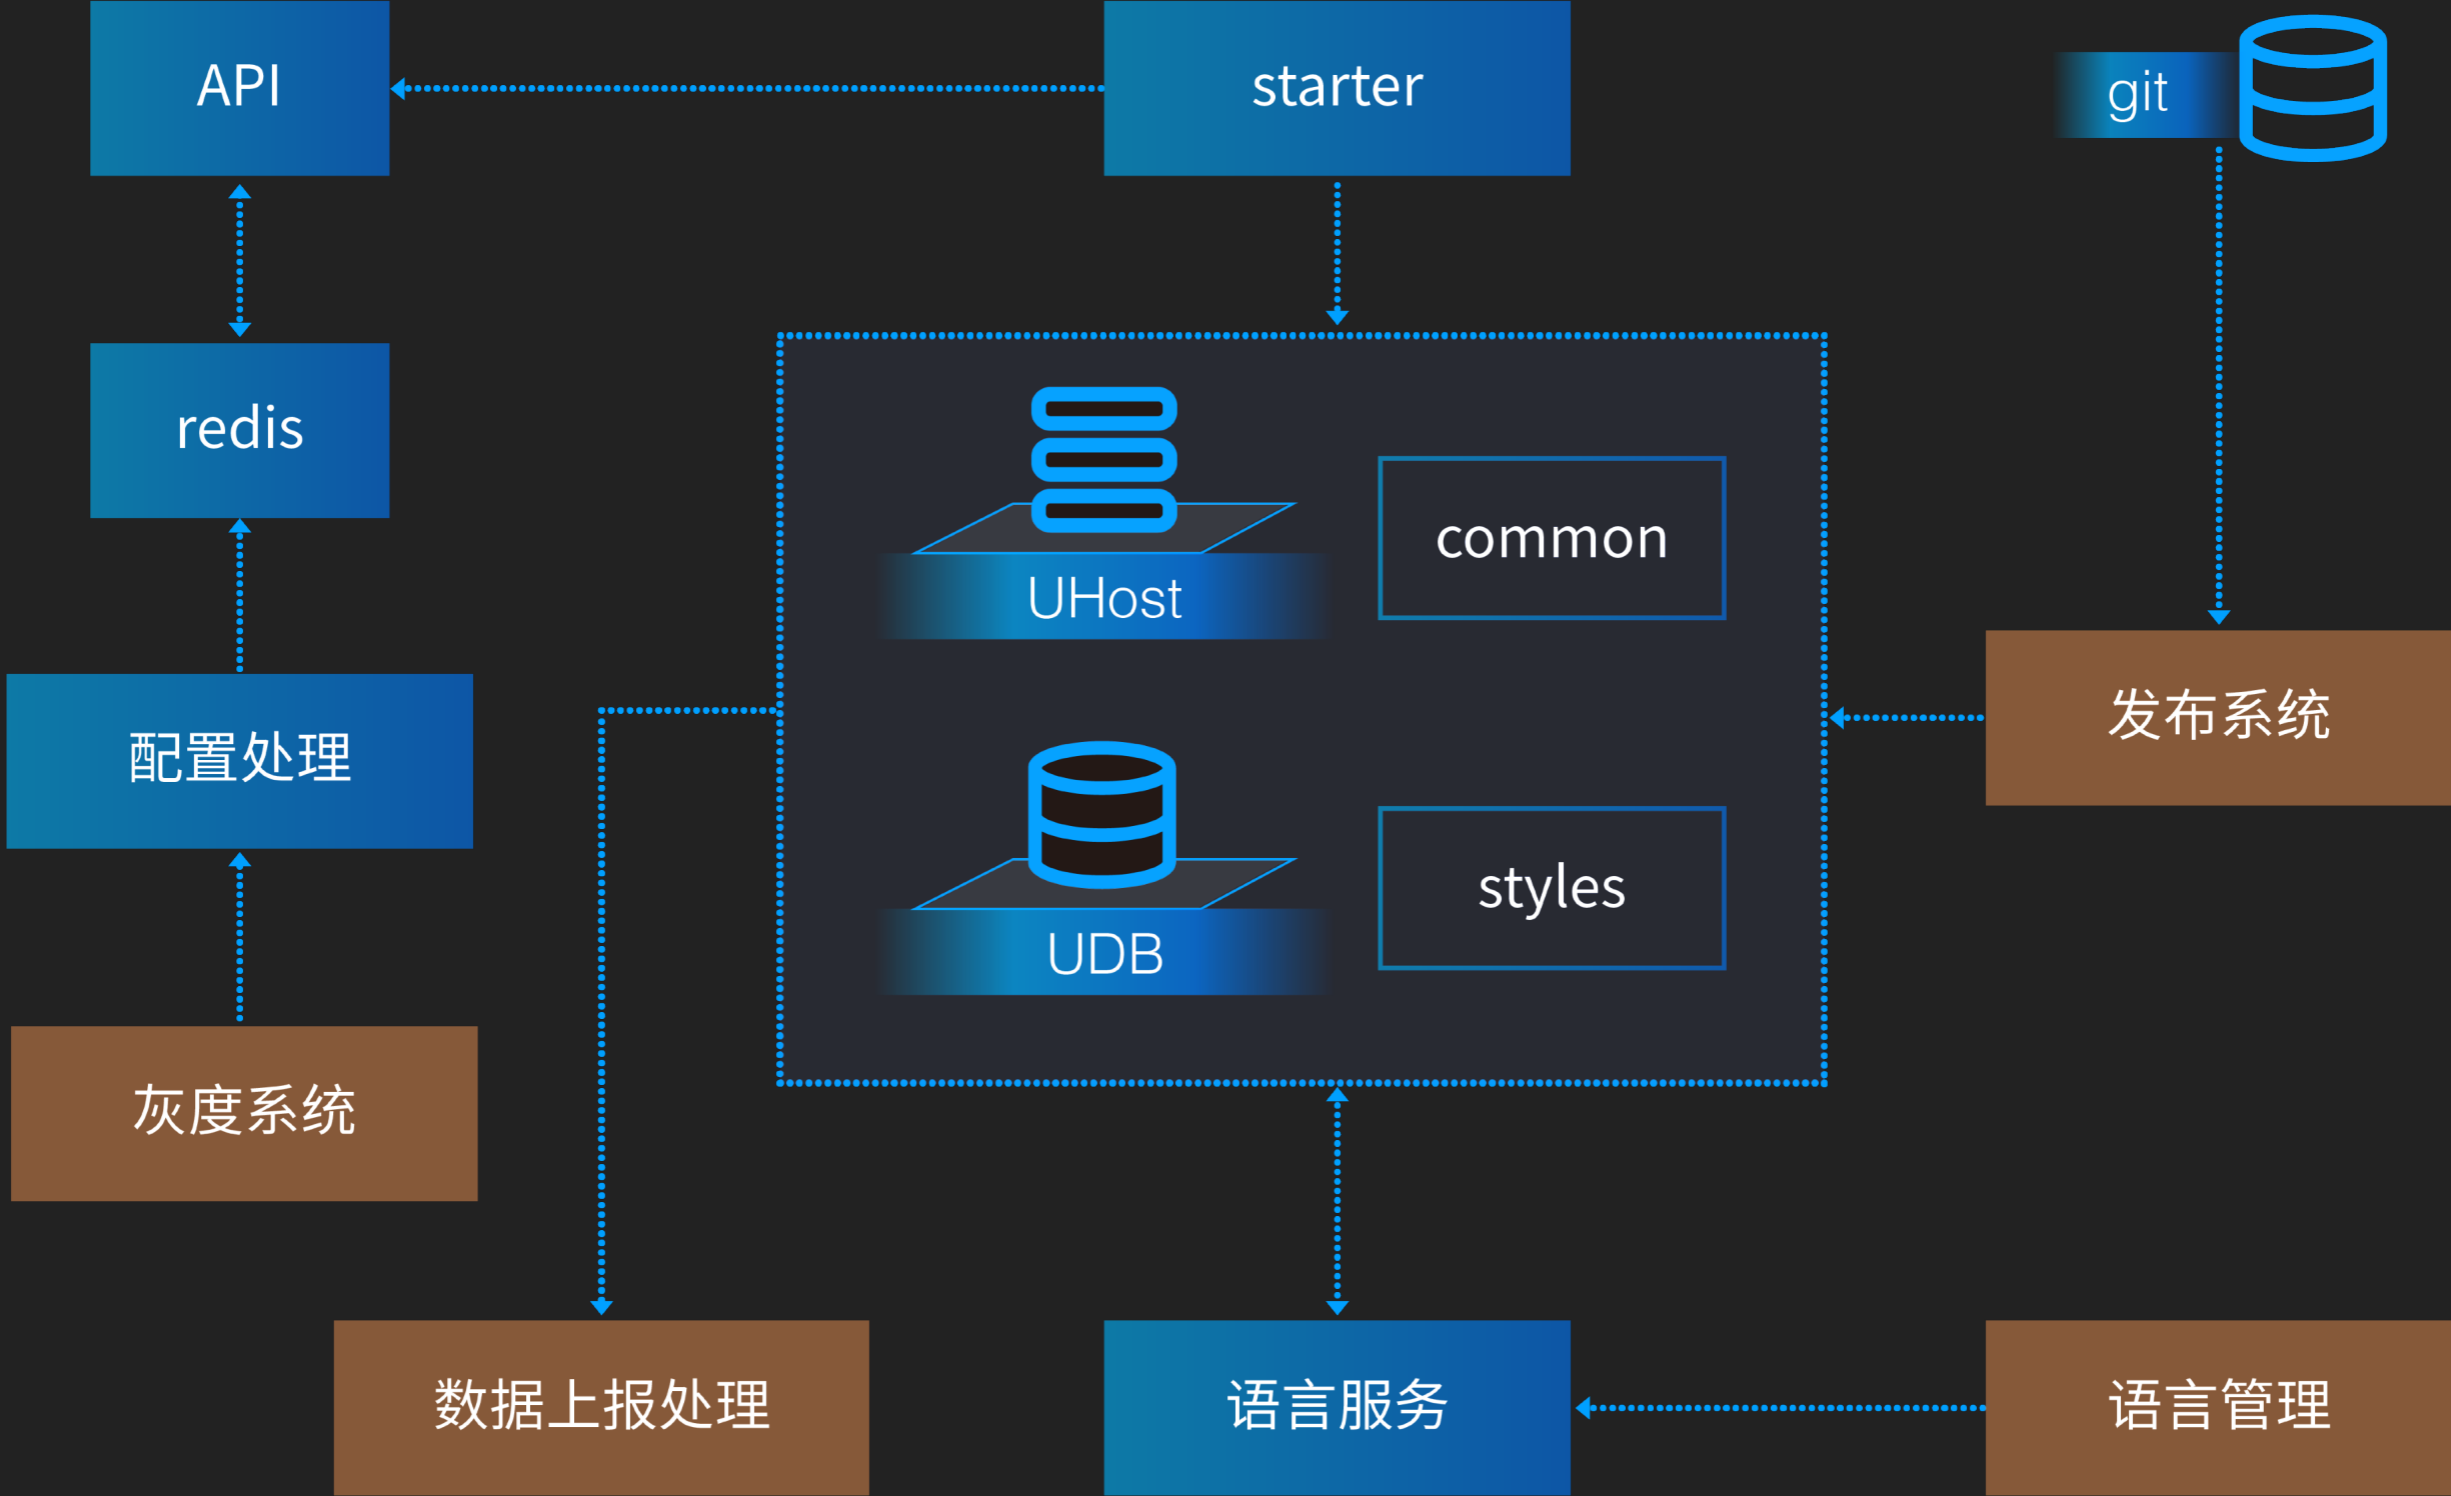 API
starter
git
redis
UHost
common
配置处理
发布系统
UDB
styles
灰度系统
数据上报处理
语言服务
语言管理